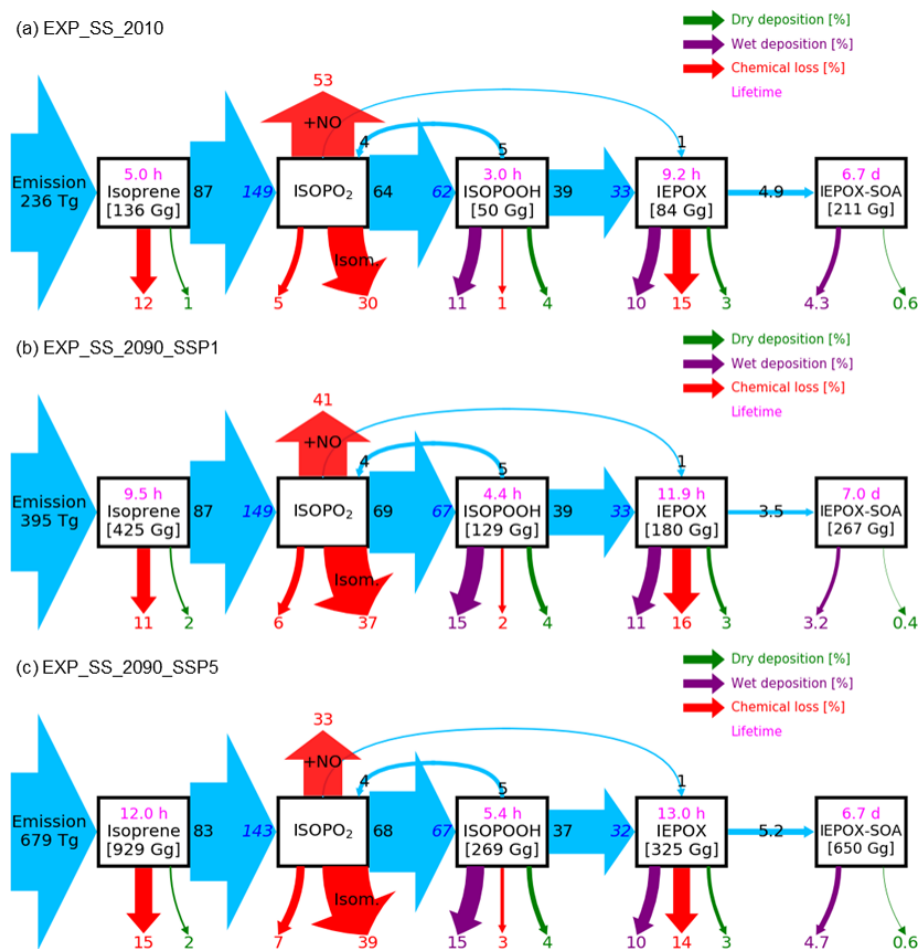 (a) EXP_SS_2010
Dry deposition [%]
Wet deposition [%]
Chemical loss [%]
Lifetime
53
+NO
4
5
1
Emission
236 Tg
5.0 h
Isoprene
[136 Gg]
87
149
ISOPO2
64
62
3.0 h
ISOPOOH
[50 Gg]
39
33
9.2 h
IEPOX
[84 Gg]
4.9
6.7 d
IEPOX-SOA
[211 Gg]
Isom.
12
1
5
30
11
1
4
10
15
3
4.3
0.6
(b) EXP_SS_2090_SSP1
Dry deposition [%]
Wet deposition [%]
Chemical loss [%]
Lifetime
41
+NO
4
5
1
Emission
395 Tg
9.5 h
Isoprene
[425 Gg]
87
149
ISOPO2
69
67
4.4 h
ISOPOOH
[129 Gg]
39
33
11.9 h
IEPOX
[180 Gg]
3.5
7.0 d
IEPOX-SOA
[267 Gg]
Isom.
11
2
6
37
15
2
4
11
16
3
3.2
0.4
(c) EXP_SS_2090_SSP5
Dry deposition [%]
Wet deposition [%]
Chemical loss [%]
Lifetime
33
+NO
4
5
1
Emission
679 Tg
12.0 h
Isoprene
[929 Gg]
83
143
ISOPO2
68
67
5.4 h
ISOPOOH
[269 Gg]
37
32
13.0 h
IEPOX
[325 Gg]
5.2
6.7 d
IEPOX-SOA
[650 Gg]
Isom.
15
2
7
39
15
3
4
10
14
3
4.7
0.6